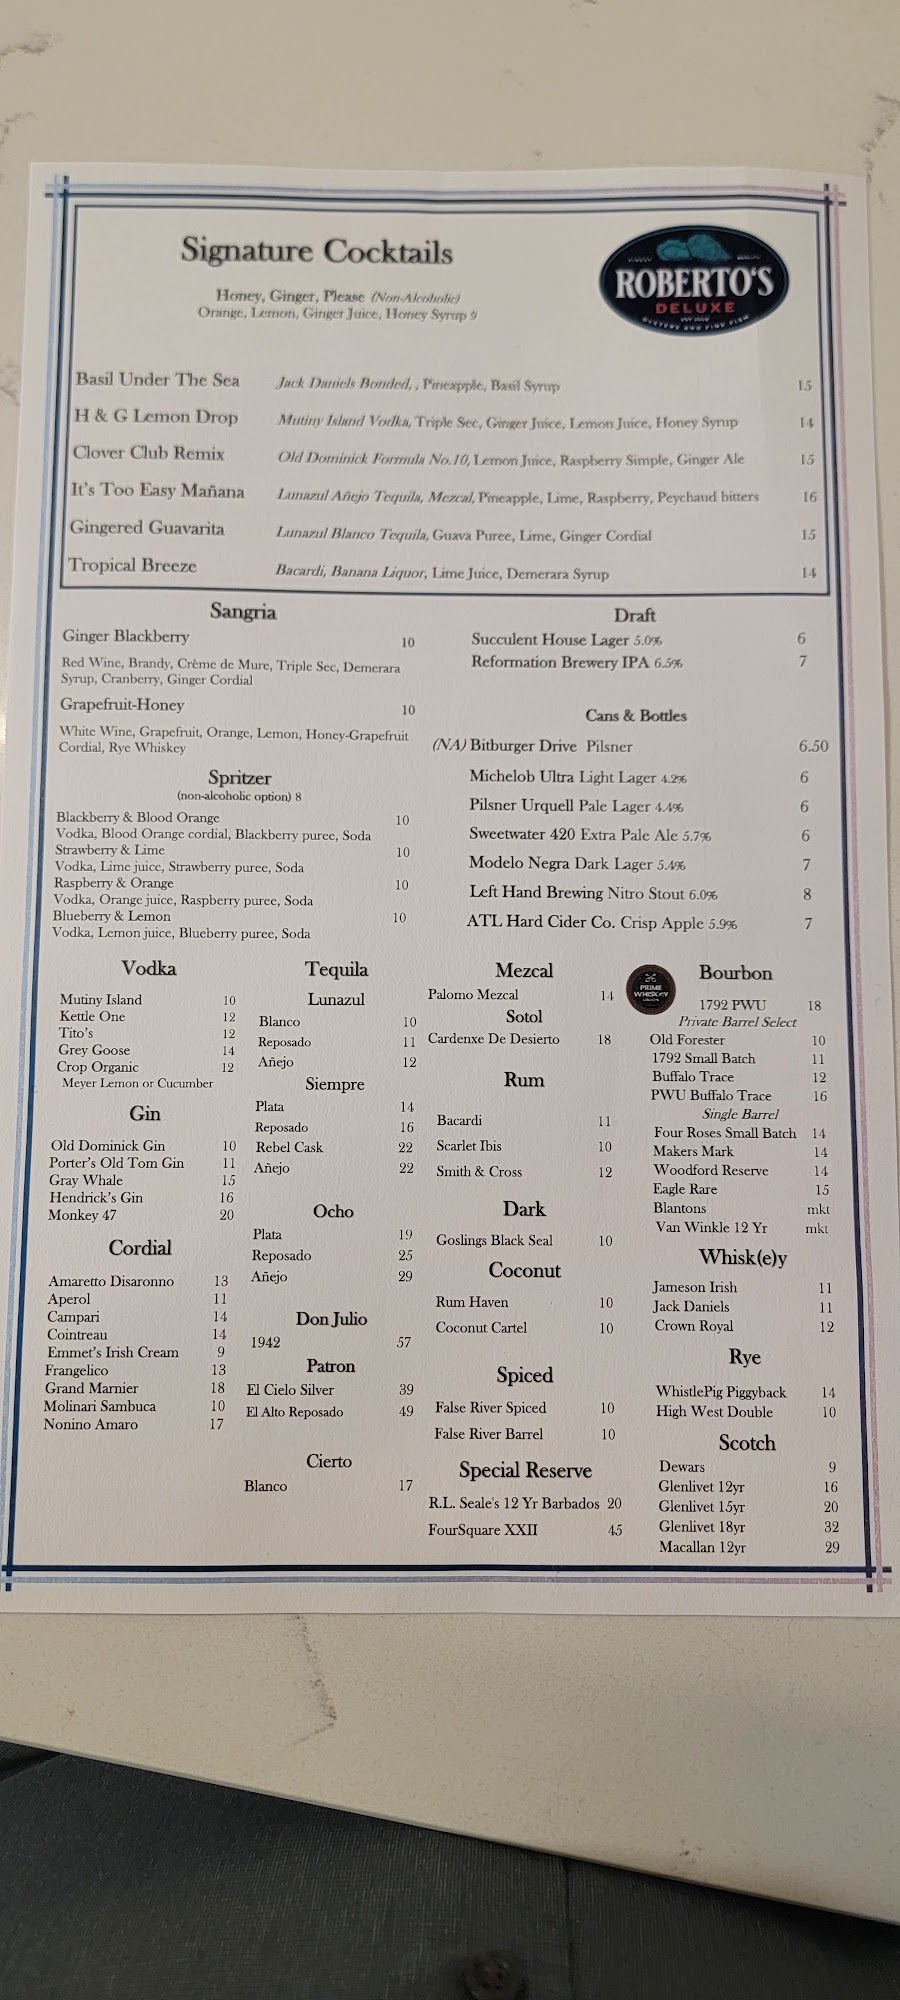 Signature Cocktails
Honey, Ginger, Please (Non-Alcoholic)
Orange, Lemon, Ginger Juice, Honey Syrup 9
ROBERTO'S
DELUXE
Basil Under The Sea Jack Daniels Bonded, , Pineapple, Basil Syrup 15
H & G Lemon Drop Mutiny Island Vodka, Triple Sec, Ginger Juice, Lemon Juice, Honey Syrup 14
Clover Club Remix Old Dominick Formula No.10, Lemon Juice, Raspberry Simple, Ginger Ale 15
It's Too Easy Mañana Lunazul Añejo Tequila, Mezcal, Pineapple, Lime, Raspberry, Peychaud bitters 16
Gingered Guavarita Lunazul Blanco Tequila, Guava Puree, Lime, Ginger Cordial 15
Tropical Breeze Bacardi, Banana Liquor, Lime Juice, Demerara Syrup 14
Sangria
Ginger Blackberry 10
Red Wine, Brandy, Crème de Mure, Triple Sec, Demerara
Syrup, Cranberry, Ginger Cordial
Grapefruit-Honey 10
White Wine, Grapefruit, Orange, Lemon, Honey-Grapefruit
Cordial, Rye Whiskey
Spritzer
(non-alcoholic option) 8
Blackberry & Blood Orange 10
Vodka, Blood Orange cordial, Blackberry puree, Soda
Strawberry & Lime 10
Vodka, Lime juice, Strawberry puree, Soda
Raspberry & Orange 10
Vodka, Orange juice, Raspberry puree, Soda
Blueberry & Lemon 10
Vodka, Lemon juice, Blueberry puree, Soda
Draft
Succulent House Lager 5.0% 6
Reformation Brewery IPA 6.5% 7
Cans & Bottles
(NA) Bitburger Drive Pilsner 6.50
Michelob Ultra Light Lager 4.2% 6
Pilsner Urquell Pale Lager 4.4% 6
Sweetwater 420 Extra Pale Ale 5.7% 6
Modelo Negra Dark Lager 5.4% 7
Left Hand Brewing Nitro Stout 6.0% 8
ATL Hard Cider Co. Crisp Apple 5.9% 7
Vodka
Mutiny Island 10
Kettle One 12
Tito's 12
Grey Goose 14
Crop Organic 12
Meyer Lemon or Cucumber
Gin
Old Dominick Gin 10
Porter's Old Tom Gin 11
Gray Whale 15
Hendrick's Gin 16
Monkey 47 20
Cordial
Amaretto Disaronno 13
Aperol 11
Campari 14
Cointreau 14
Emmet's Irish Cream 9
Frangelico 13
Grand Marnier 18
Molinari Sambuca 10
Nonino Amaro 17
Tequila
Lunazul
Blanco 10
Reposado 11
Añejo 12
Siempre
Plata 14
Reposado 16
Rebel Cask 22
Añejo 22
Ocho
Plata 19
Reposado 25
Añejo 29
Don Julio
1942 57
Patron
El Cielo Silver 39
El Alto Reposado 49
Cierto
Blanco 17
Mezcal
Palomo Mezcal 14
Sotol
Cardenxe De Desierto 18
Rum
Bacardi 11
Scarlet Ibis 10
Smith & Cross 12
Dark
Goslings Black Seal 10
Coconut
Rum Haven 10
Coconut Cartel 10
Spiced
False River Spiced 10
False River Barrel 10
Special Reserve
R.L. Seale's 12 Yr Barbados 20
FourSquare XXII 45
PRIME
WHISKEY
Bourbon
1792 PWU 18
Private Barrel Select
Old Forester 10
1792 Small Batch 11
Buffalo Trace 12
PWU Buffalo Trace 16
Single Barrel
Four Roses Small Batch 14
Makers Mark 14
Woodford Reserve 14
Eagle Rare 15
Blantons mkt
Van Winkle 12 Yr mkt
Whisk(e)y
Jameson Irish 11
Jack Daniels 11
Crown Royal 12
Rye
WhistlePig Piggyback 14
High West Double 10
Scotch
Dewars 9
Glenlivet 12yr 16
Glenlivet 15yr 20
Glenlivet 18yr 32
Macallan 12yr 29